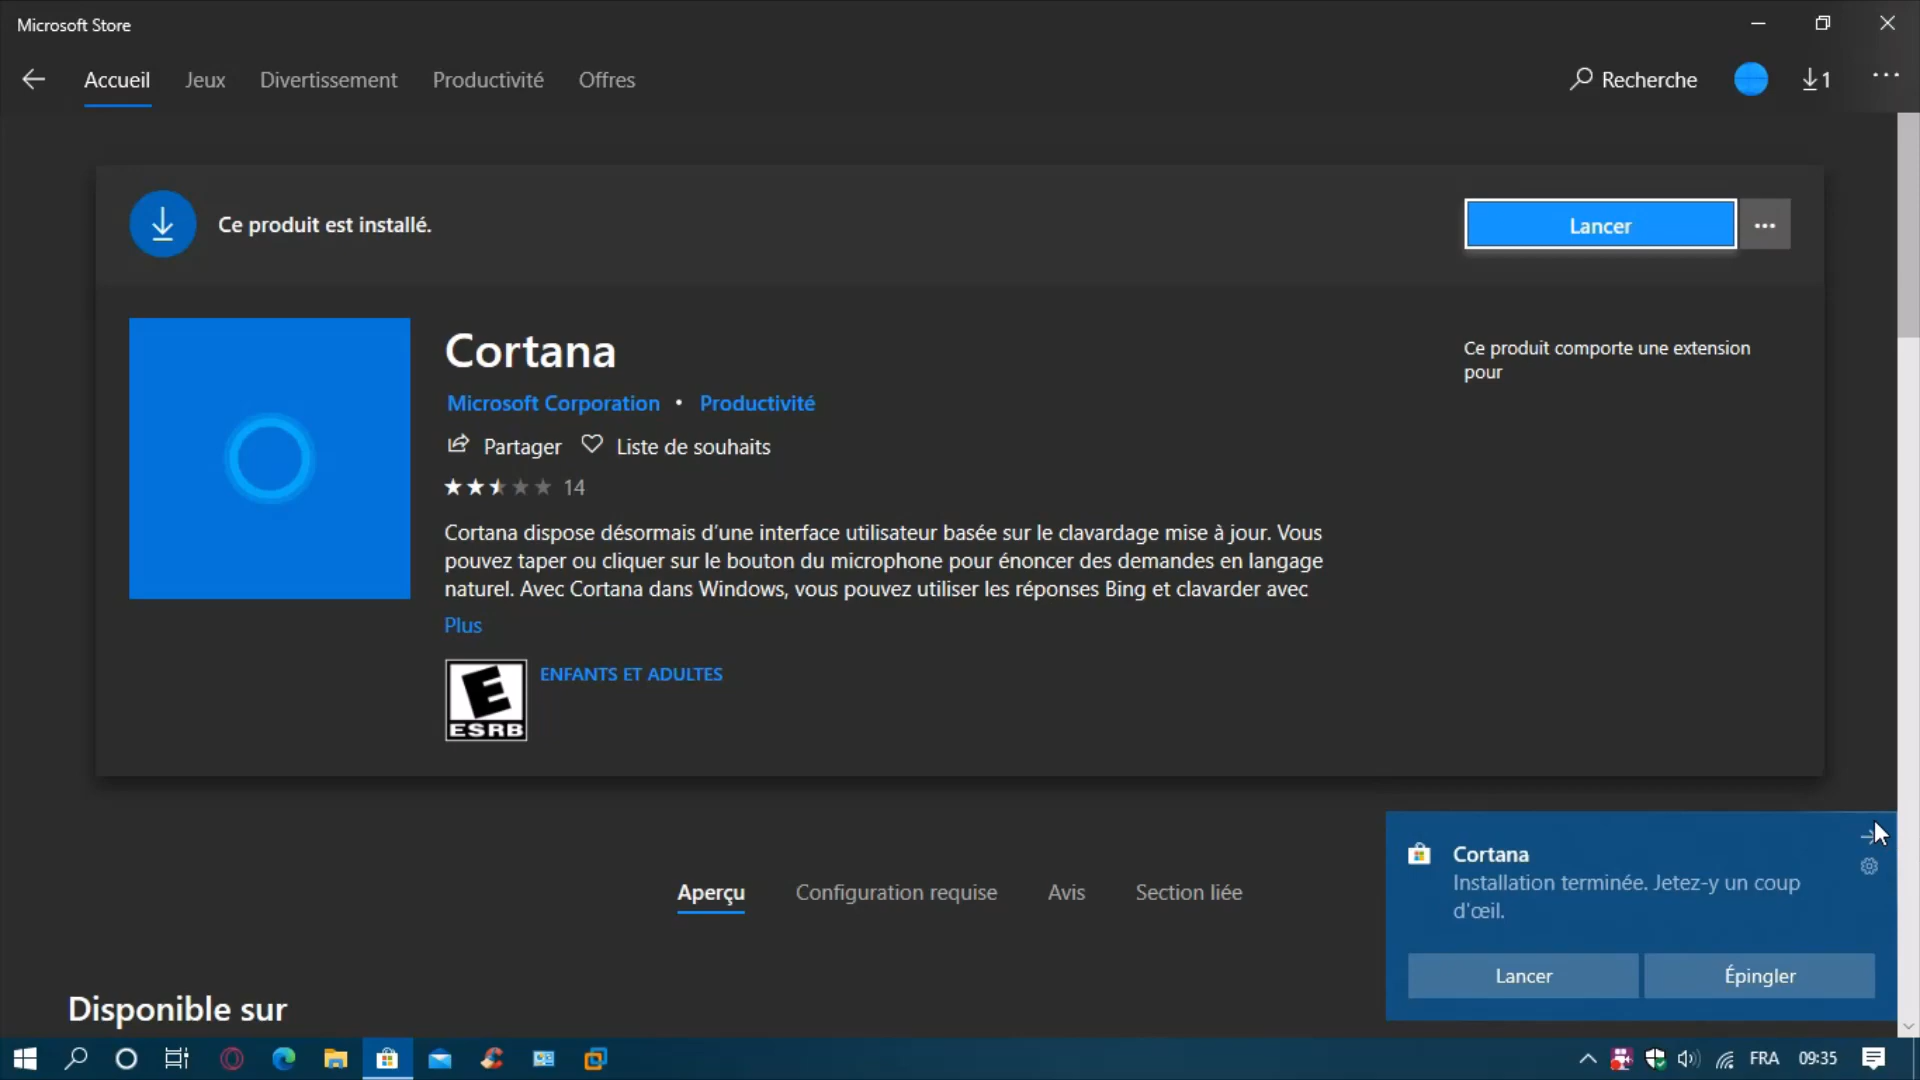 Microsoft Store
Accueil Jeux Divertissement Productivité Offres
Recherche
1
Ce produit est installé.
Lancer
Cortana
Microsoft Corporation • Productivité
Partager Liste de souhaits
14
Cortana dispose désormais d’une interface utilisateur basée sur le clavardage mise à jour. Vous
pouvez taper ou cliquer sur le bouton du microphone pour énoncer des demandes en langage
naturel. Avec Cortana dans Windows, vous pouvez utiliser les réponses Bing et clavarder avec
Plus
E
ESRB
ENFANTS ET ADULTES
Ce produit comporte une extension
pour
Aperçu Configuration requise Avis Section liée
Cortana
Installation terminée. Jetez-y un coup
d'œil.
Lancer Épingler
Disponible sur
FRA 09:35